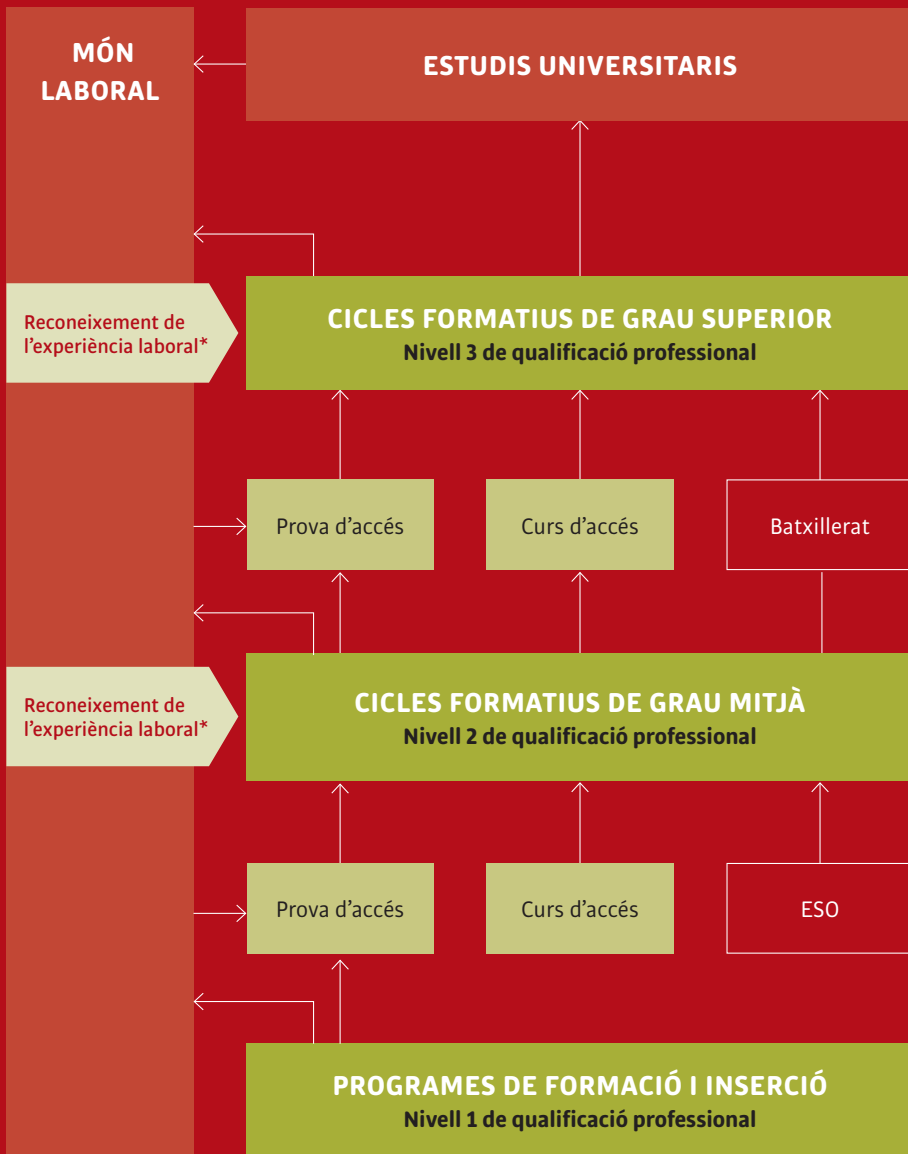 MÓN
LABORAL
ESTUDIS UNIVERSITARIS
Reconeixement de
l'experiència laboral*
CICLES FORMATIUS DE GRAU SUPERIOR
Nivell 3 de qualificació professional
Prova d'accés
Curs d'accés
Batxillerat
Reconeixement de
l'experiència laboral*
CICLES FORMATIUS DE GRAU MITJÀ
Nivell 2 de qualificació professional
Prova d'accés
Curs d'accés
ESO
PROGRAMES DE FORMACIÓ I INSERCIÓ
Nivell 1 de qualificació professional